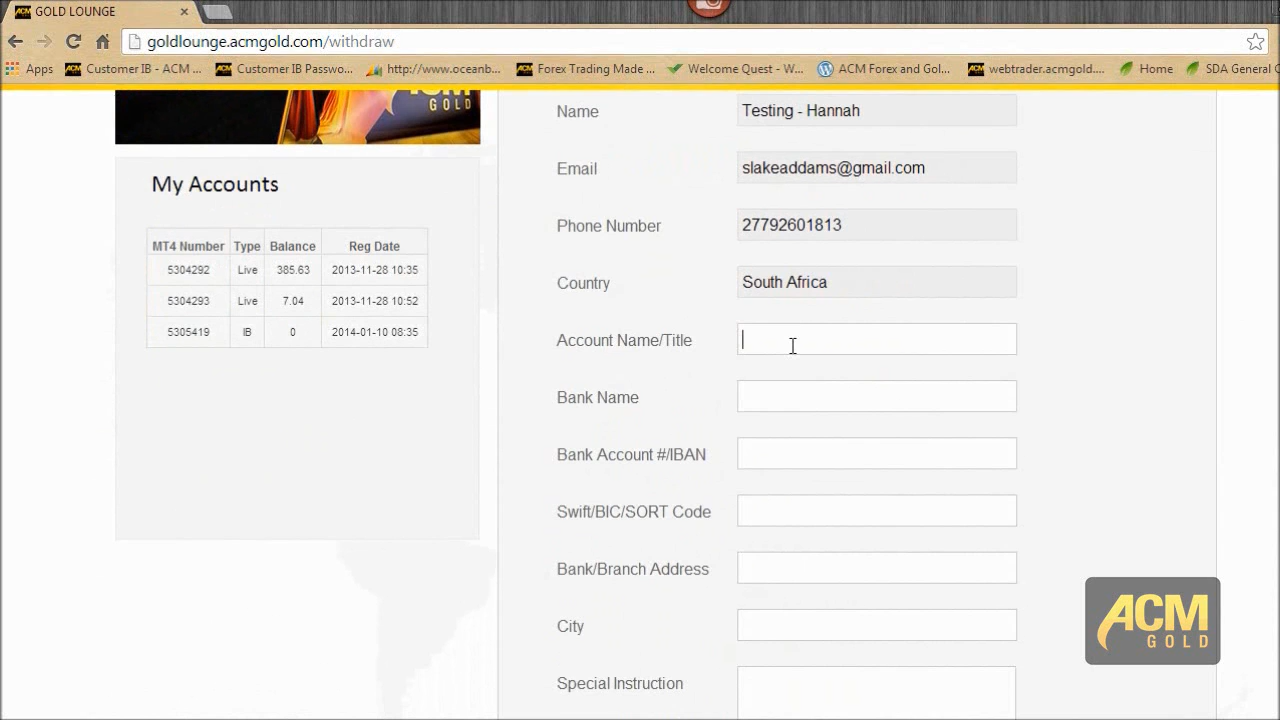 GOLD LOUNGE
goldlounge.acmgold.com/withdraw
Apps Customer IB - ACM ... Customer IB Passwo... http://www.oceanb... Forex Trading Made ... Welcome Quest - W... ACM Forex and Gol... webtrader.acmgold.... Home SDA General C
ACM
GOLD
My Accounts
MT4 Number Type Balance Reg Date
5304292 Live 385.63 2013-11-28 10:35
5304293 Live 7.04 2013-11-28 10:52
5305419 IB 0 2014-01-10 08:35
Name Testing - Hannah
Email slakeaddams@gmail.com
Phone Number 27792601813
Country South Africa
Account Name/Title
Bank Name
Bank Account #/IBAN
Swift/BIC/SORT Code
Bank/Branch Address
City
Special Instruction
ACM
GOLD